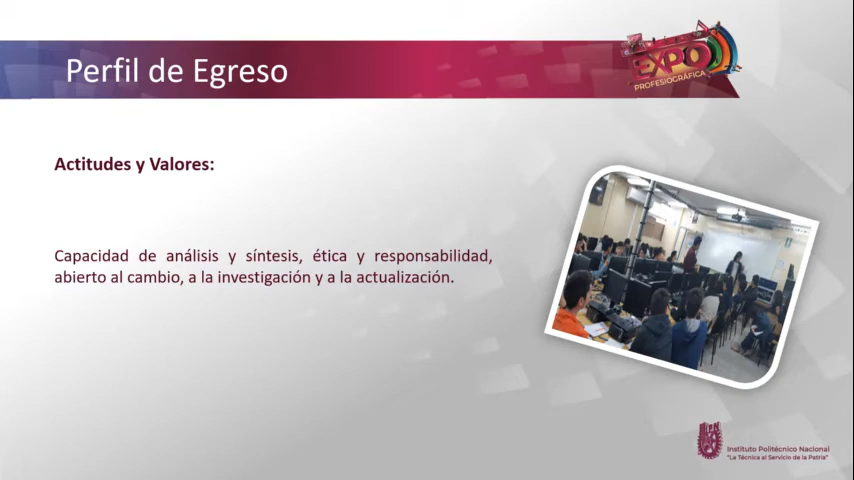 Perfil de Egreso
EXPO
PROFESIOGRÁFICA
Actitudes y Valores:
Capacidad de análisis y síntesis, ética y responsabilidad,
abierto al cambio, a la investigación y a la actualización.
Instituto Politécnico Nacional
"La Técnica al Servicio de la Patria"